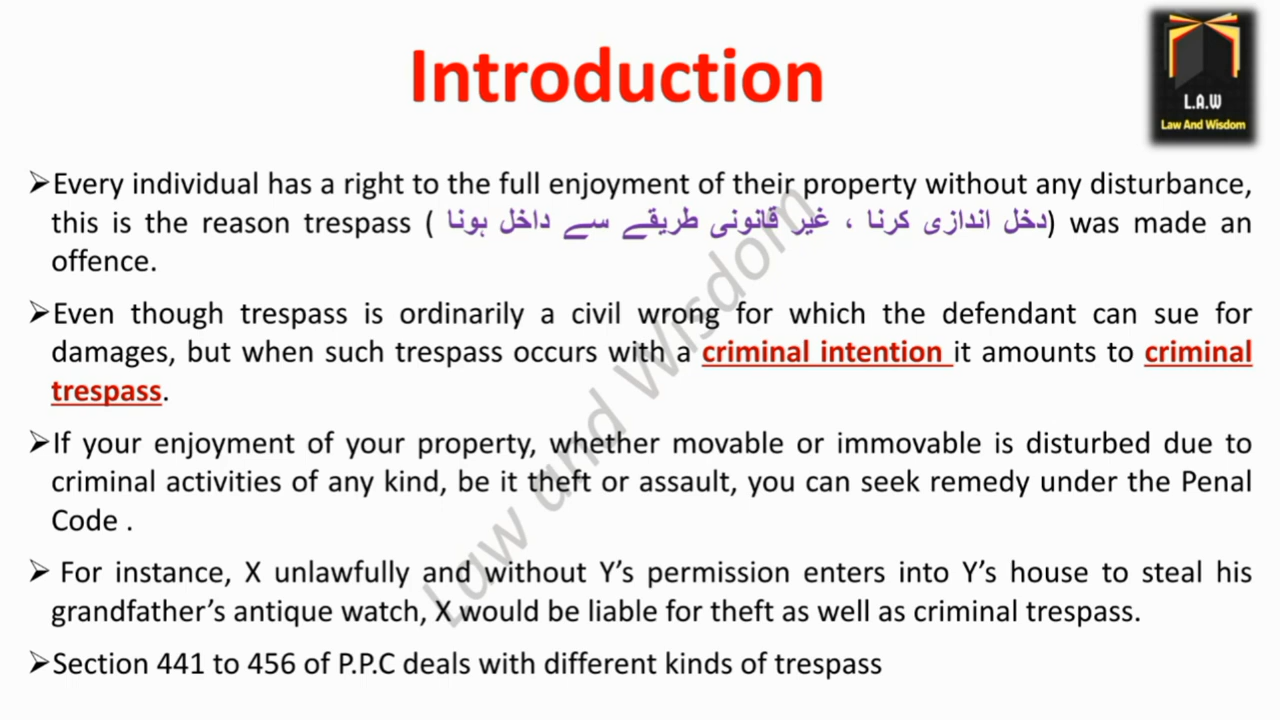 Introduction
L.A.W
Law And Wisdom
➢Every individual has a right to the full enjoyment of their property without any disturbance,
this is the reason trespass ( دخل اندازی کرنا ، غیر قانونی طریقے سے داخل ہونا) was made an
offence.
➢Even though trespass is ordinarily a civil wrong for which the defendant can sue for
damages, but when such trespass occurs with a criminal intention it amounts to criminal
trespass.
➢If your enjoyment of your property, whether movable or immovable is disturbed due to
criminal activities of any kind, be it theft or assault, you can seek remedy under the Penal
Code .
➢ For instance, X unlawfully and without Y’s permission enters into Y’s house to steal his
grandfather’s antique watch, X would be liable for theft as well as criminal trespass.
➢Section 441 to 456 of P.P.C deals with different kinds of trespass
Law and Wisdom